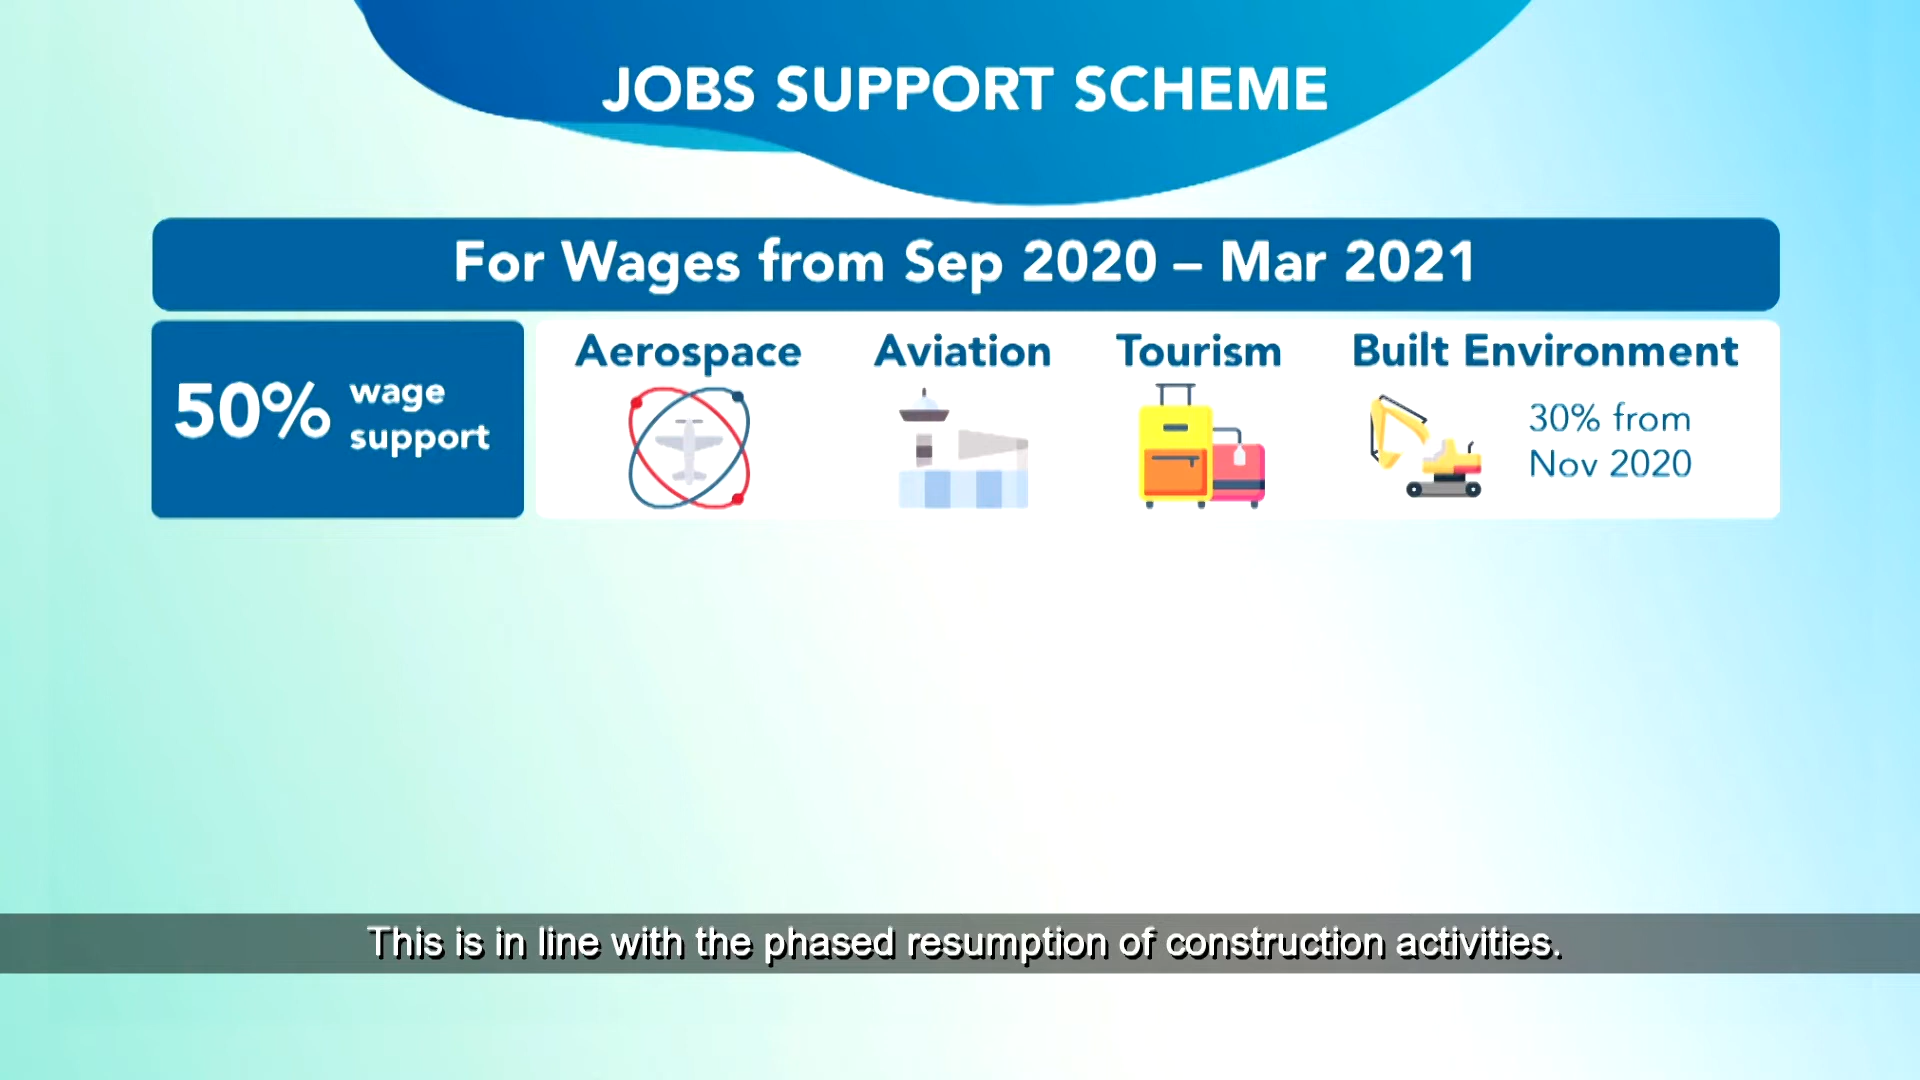 JOBS SUPPORT SCHEME
For Wages from Sep 2020 – Mar 2021
50% wage
support
Aerospace
Aviation
Tourism
Built Environment
30% from
Nov 2020
This is in line with the phased resumption of construction activities.